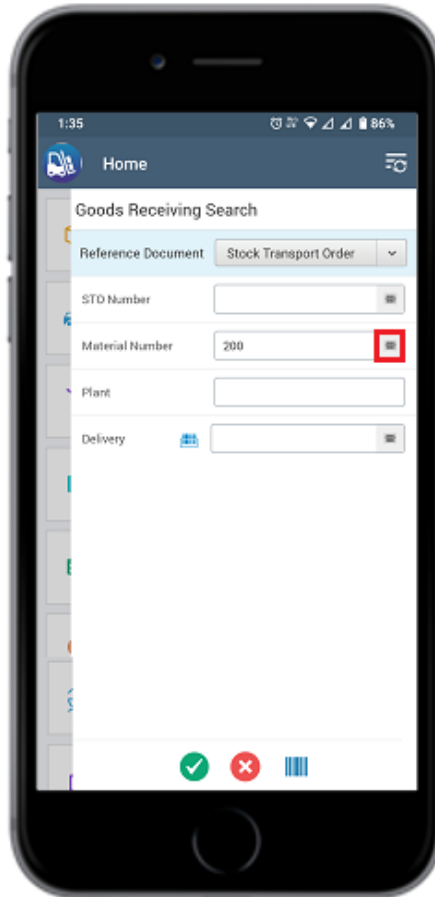 1:35 86%
Home
Goods Receiving Search
Reference Document Stock Transport Order
STO Number
Material Number 200
Plant
Delivery